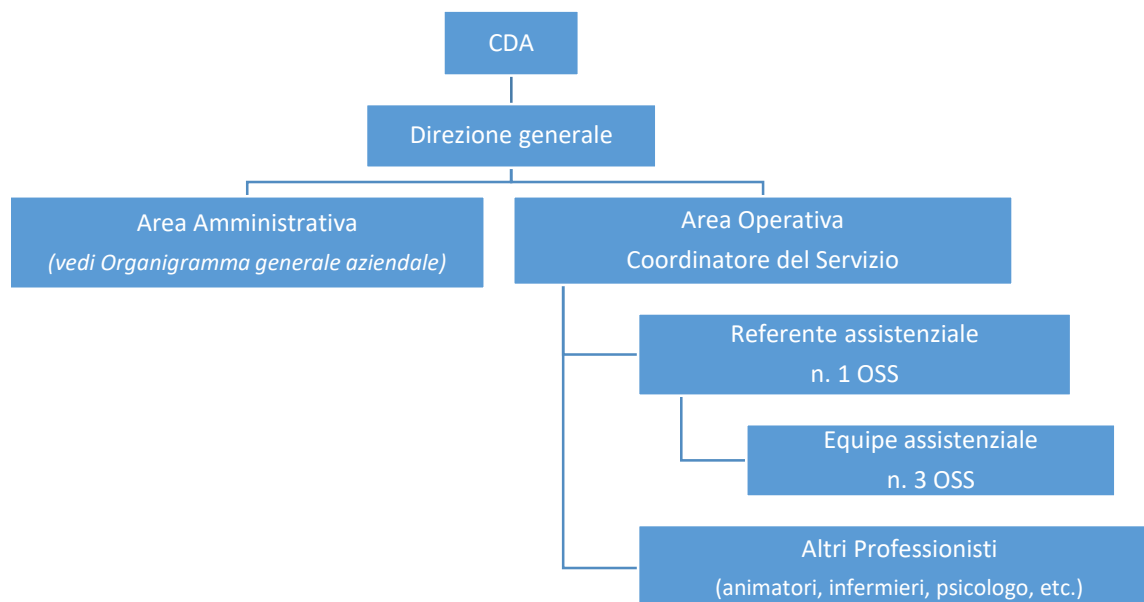 CDA
Direzione generale
Area Amministrativa
(vedi Organigramma generale aziendale)
Area Operativa
Coordinatore del Servizio
Referente assistenziale
n. 1 OSS
Equipe assistenziale
n. 3 OSS
Altri Professionisti
(animatori, infermieri, psicologo, etc.)